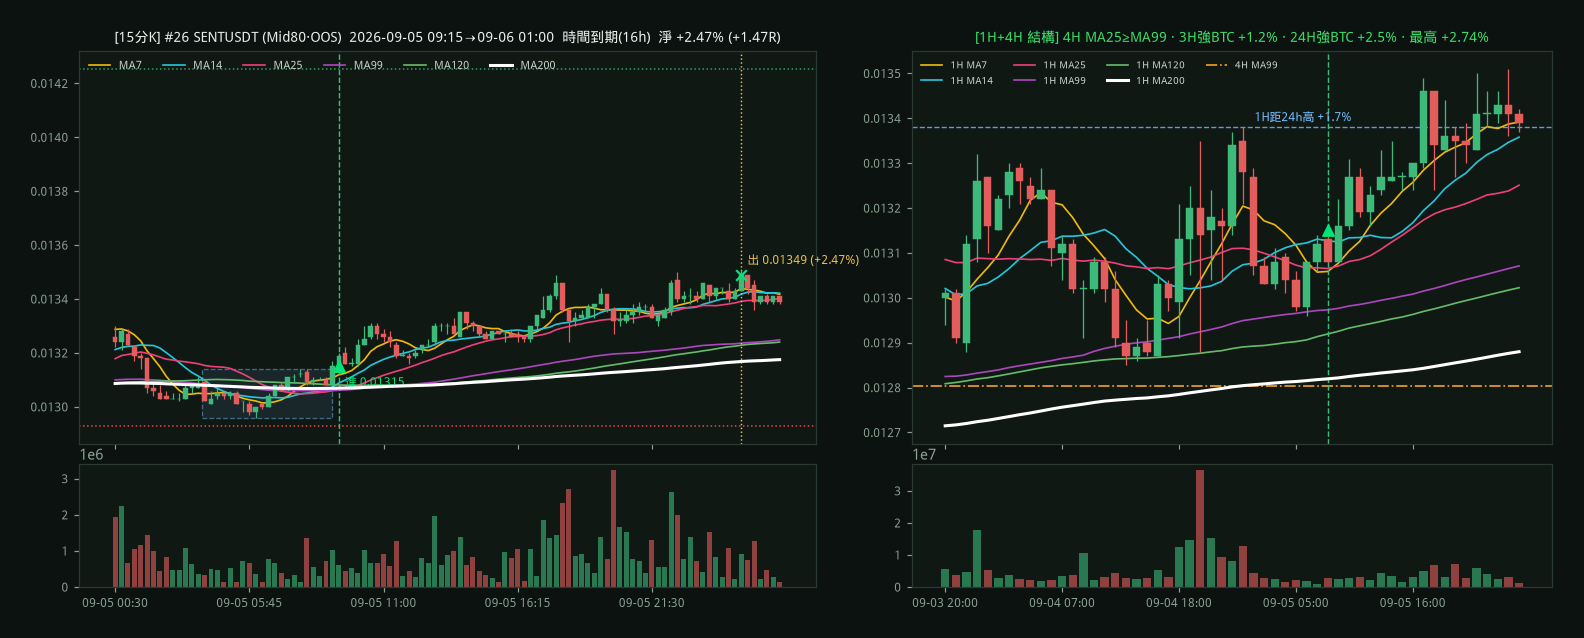 [15分K] #26 SENTUSDT (Mid80·OOS)  2026-09-05 09:15→09-06 01:00  時間到期(16h)  淨 +2.47% (+1.47R)
MA7
MA14
MA25
MA99
MA120
MA200
0.0142
0.0140
0.0138
0.0136
0.0134
0.0132
0.0130
出 0.01349 (+2.47%)
進 0.01315
1e6
3
2
1
0
09-05 00:30
09-05 05:45
09-05 11:00
09-05 16:15
09-05 21:30
[1H+4H 結構] 4H MA25≥MA99 · 3H強BTC +1.2% · 24H強BTC +2.5% · 最高 +2.74%
1H MA7
1H MA25
1H MA120
4H MA99
1H MA14
1H MA99
1H MA200
0.0135
0.0134
0.0133
0.0132
0.0131
0.0130
0.0129
0.0128
0.0127
1H距24h高 +1.7%
1e7
3
2
1
0
09-03 20:00
09-04 07:00
09-04 18:00
09-05 05:00
09-05 16:00